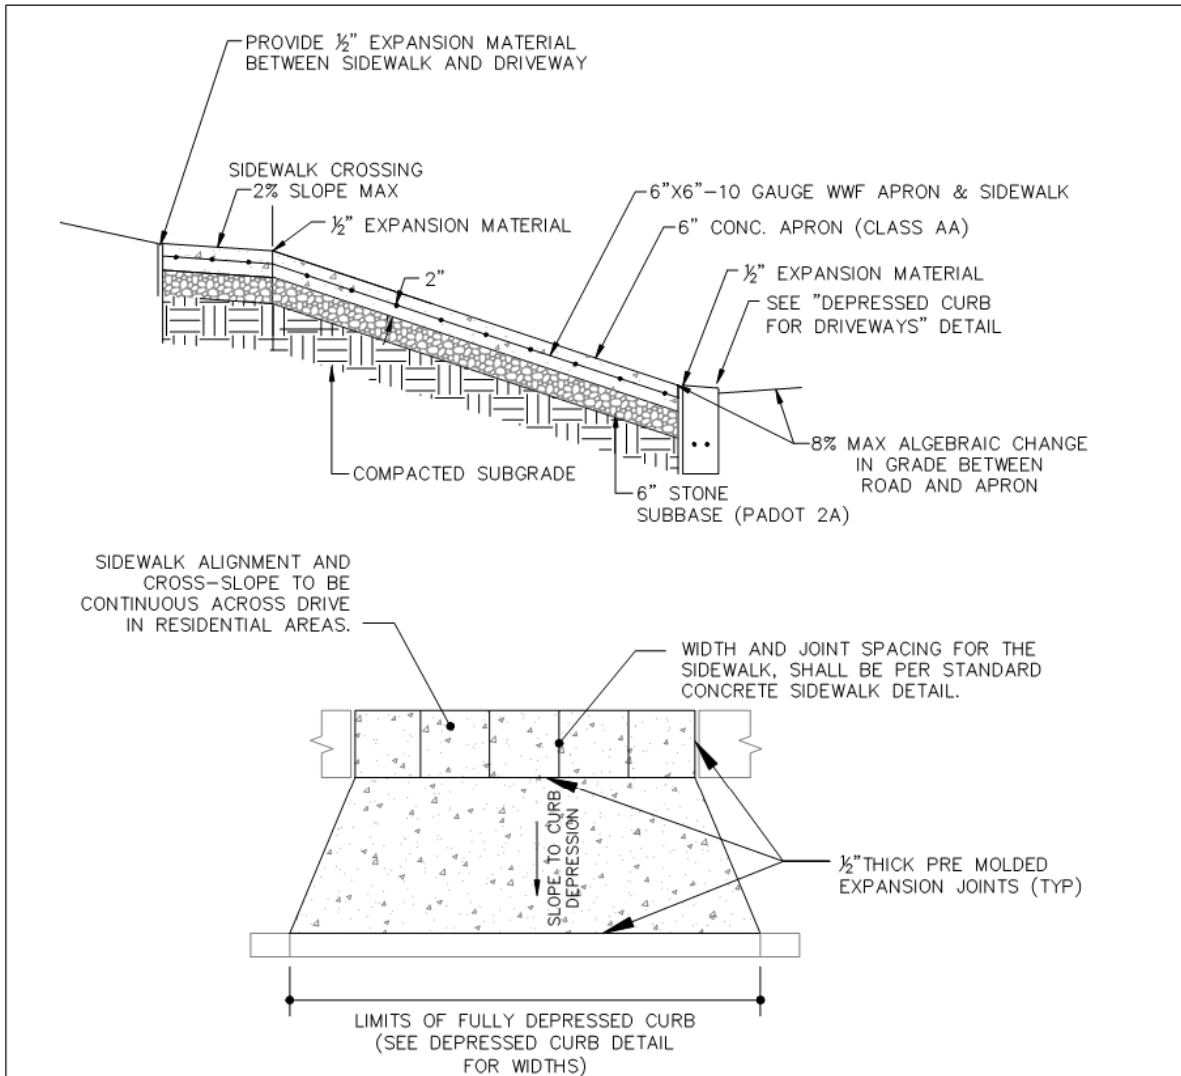 PROVIDE ½" EXPANSION MATERIAL
BETWEEN SIDEWALK AND DRIVEWAY
SIDEWALK CROSSING
2% SLOPE MAX
½" EXPANSION MATERIAL
6"X6"-10 GAUGE WWF APRON & SIDEWALK
6" CONC. APRON (CLASS AA)
½" EXPANSION MATERIAL
2"
SEE "DEPRESSED CURB
FOR DRIVEWAYS" DETAIL
8% MAX ALGEBRAIC CHANGE
IN GRADE BETWEEN
ROAD AND APRON
COMPACTED SUBGRADE
6" STONE
SUBBASE (PADOT 2A)
SIDEWALK ALIGNMENT AND
CROSS-SLOPE TO BE
CONTINUOUS ACROSS DRIVE
IN RESIDENTIAL AREAS.
WIDTH AND JOINT SPACING FOR THE
SIDEWALK, SHALL BE PER STANDARD
CONCRETE SIDEWALK DETAIL.
SLOPE TO CURB
DEPRESSION
½"THICK PRE MOLDED
EXPANSION JOINTS (TYP)
LIMITS OF FULLY DEPRESSED CURB
(SEE DEPRESSED CURB DETAIL
FOR WIDTHS)